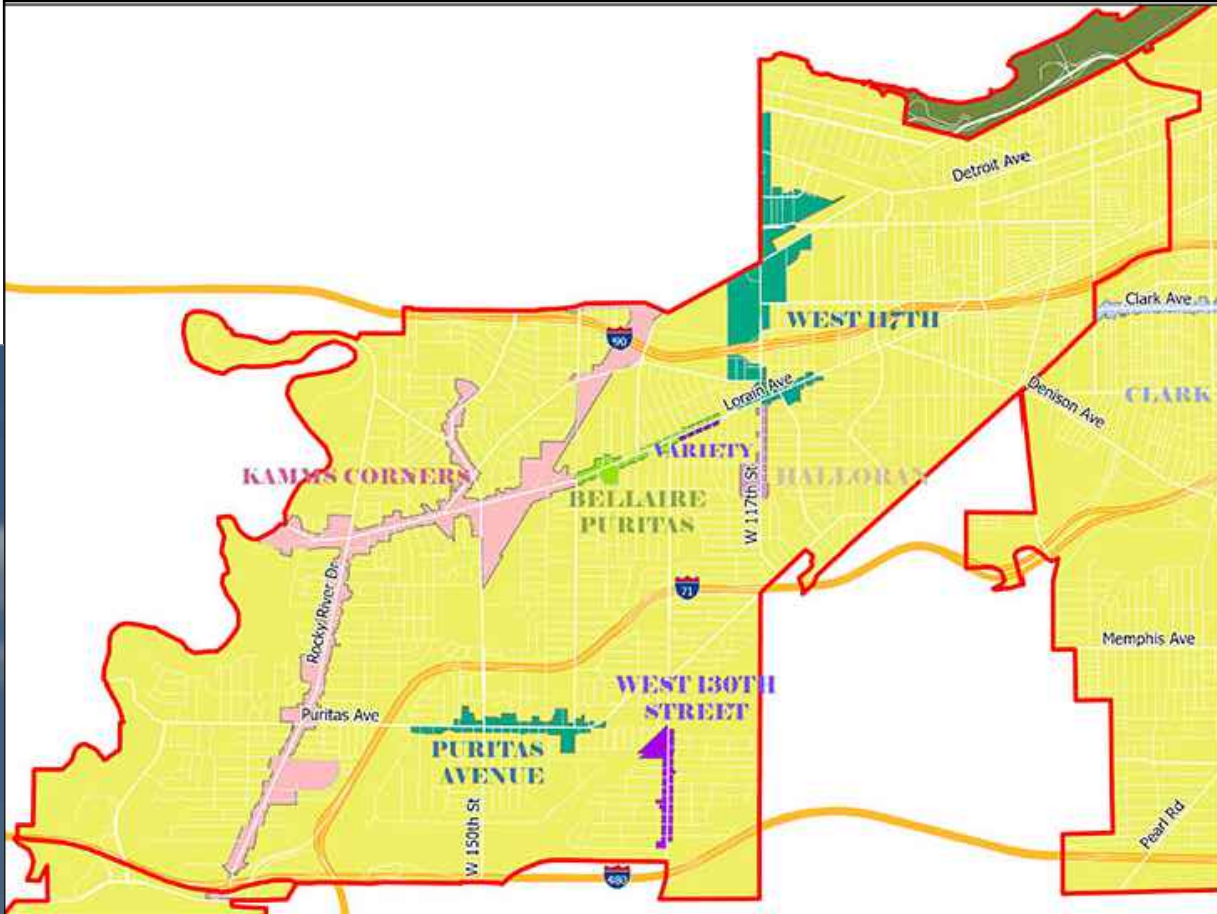 Detroit Ave
Clark Ave
WEST 117TH
90
Lorain Ave
Denison Ave
CLARK
VARIETY
KAMMS CORNERS
HALLORAN
BELLAIRE
PURITAS
W 117th St
71
Rocky River Dr
Memphis Ave
WEST 130TH
STREET
Puritas Ave
PURITAS
AVENUE
W 150th St
Pearl Rd
480